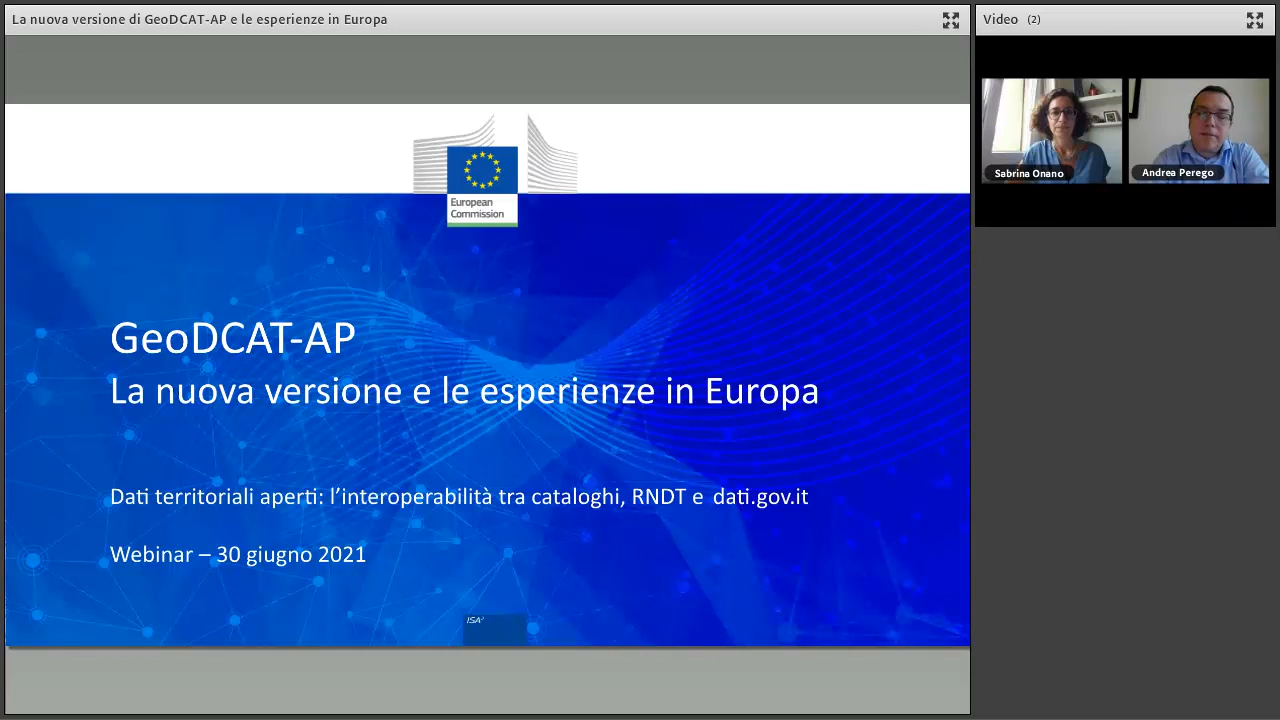 La nuova versione di GeoDCAT-AP e le esperienze in Europa
Video (2)
Sabrina Onano
Andrea Perego
European
Commission
GeoDCAT-AP
La nuova versione e le esperienze in Europa
Dati territoriali aperti: l’interoperabilità tra cataloghi, RNDT e dati.gov.it
Webinar – 30 giugno 2021
ISA²